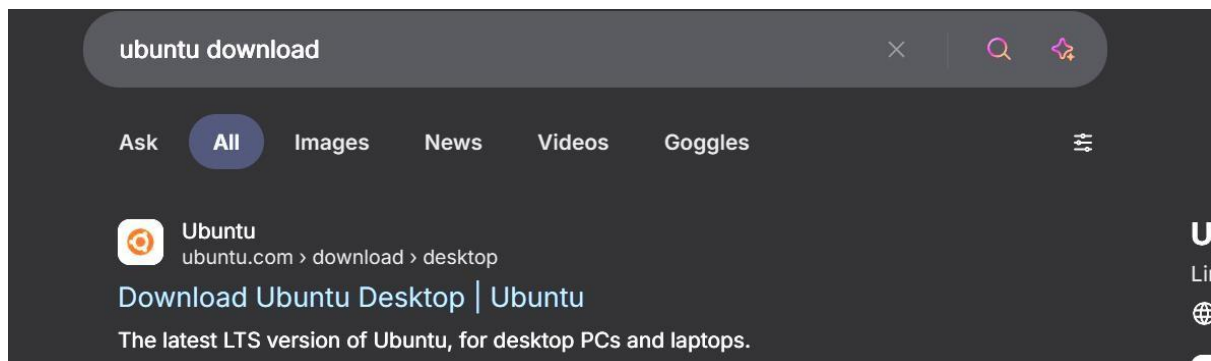 ubuntu download
Ask All Images News Videos Goggles
Ubuntu
ubuntu.com › download › desktop
Download Ubuntu Desktop | Ubuntu
The latest LTS version of Ubuntu, for desktop PCs and laptops.